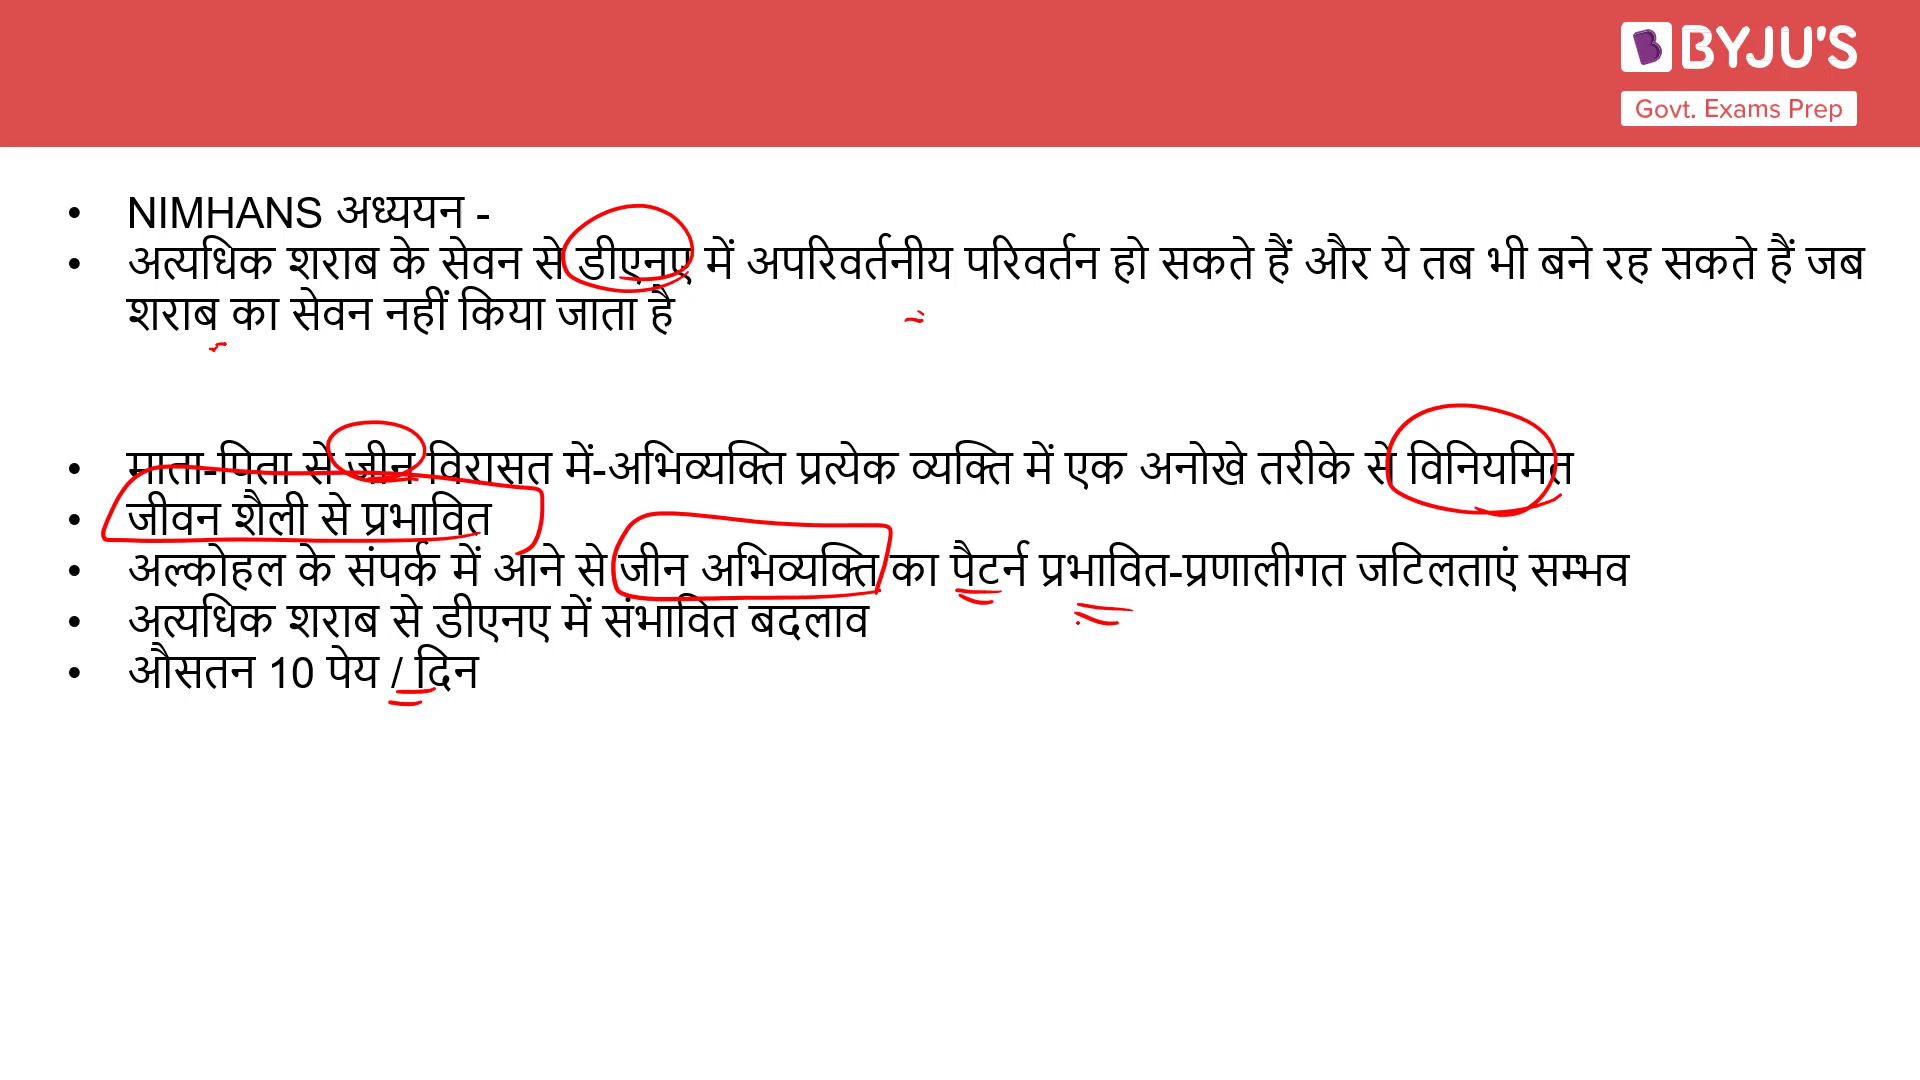 BYJU'S
Govt. Exams Prep
• NIMHANS अध्ययन -
• अत्यधिक शराब के सेवन से डीएनए में अपरिवर्तनीय परिवर्तन हो सकते हैं और ये तब भी बने रह सकते हैं जब
शराब का सेवन नहीं किया जाता है
• माता-पिता से जीन विरासत में-अभिव्यक्ति प्रत्येक व्यक्ति में एक अनोखे तरीके से विनियमित
• जीवन शैली से प्रभावित
• अल्कोहल के संपर्क में आने से जीन अभिव्यक्ति का पैटर्न प्रभावित-प्रणालीगत जटिलताएं सम्भव
• अत्यधिक शराब से डीएनए में संभावित बदलाव
• औसतन 10 पेय / दिन